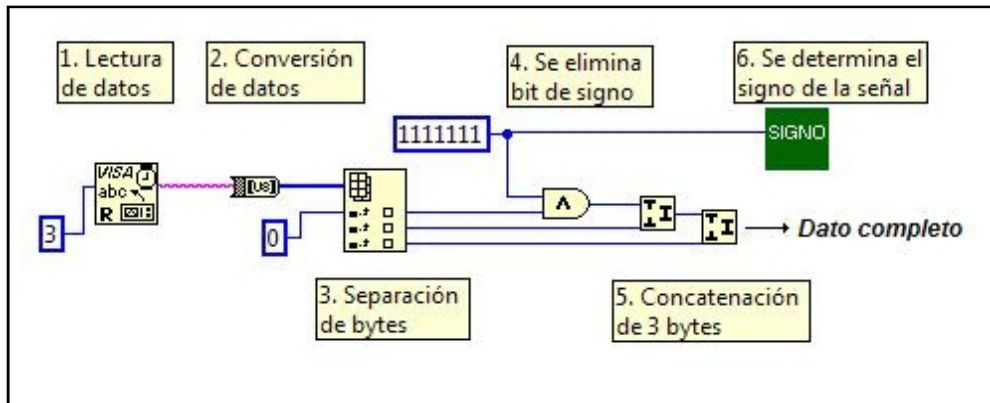 1. Lectura
de datos
2. Conversión
de datos
4. Se elimina
bit de signo
6. Se determina el
signo de la señal
1111111
SIGNO
VISA
abc
R
[U8]
3
0
Dato completo
3. Separación
de bytes
5. Concatenación
de 3 bytes